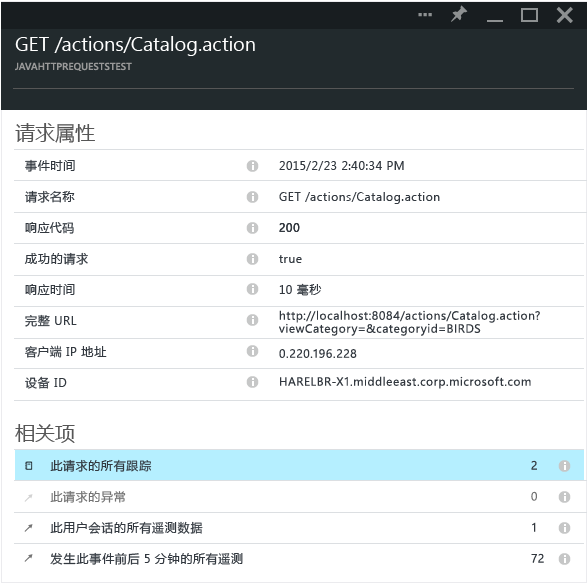 GET /actions/Catalog.action
JAVAHTTPREQUESTSTEST
请求属性
事件时间 2015/2/23 2:40:34 PM
请求名称 GET /actions/Catalog.action
响应代码 200
成功的请求 true
响应时间 10 毫秒
完整 URL http://localhost:8084/actions/Catalog.action?
viewCategory=&categoryid=BIRDS
客户端 IP 地址 0.220.196.228
设备 ID HARELBR-X1.middleeast.corp.microsoft.com
相关项
此请求的所有跟踪 2
此请求的异常 0
此用户会话的所有遥测数据 1
发生此事件前后 5 分钟的所有遥测 72